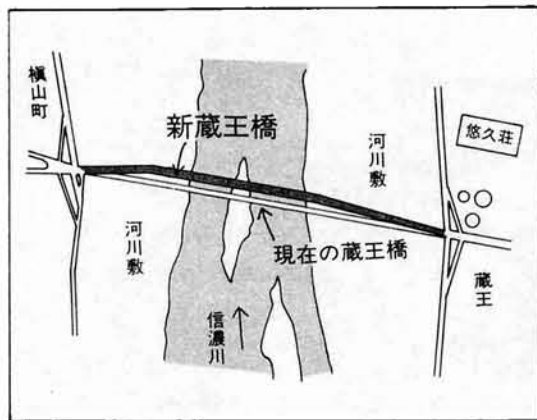 槇山町
新蔵王橋
河川敷
悠久荘
河川敷
現在の蔵王橋
蔵王
信濃川